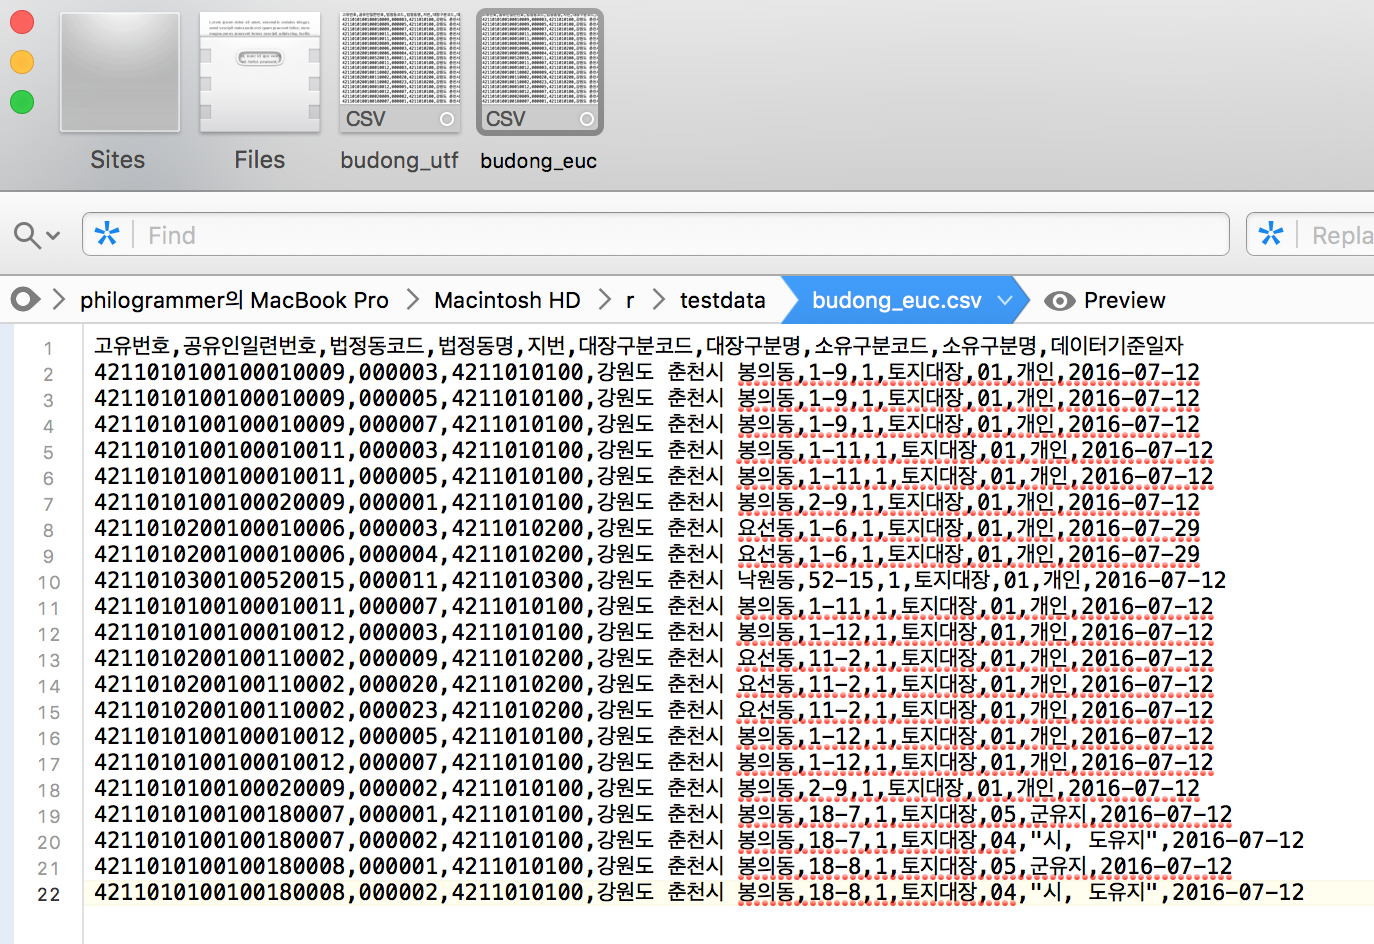 CSV
CSV
Sites
Files
budong_utf
budong_euc
Find
Repla
philogrammer의 MacBook Pro
Macintosh HD
r
testdata
budong_euc.csv
Preview
1 고유번호,공유인일련번호,법정동코드,법정동명,지번,대장구분코드,대장구분명,소유구분코드,소유구분명,데이터기준일자
2 4211010100100010009,000003,4211010100,강원도 춘천시 봉의동,1-9,1,토지대장,01,개인,2016-07-12
3 4211010100100010009,000005,4211010100,강원도 춘천시 봉의동,1-9,1,토지대장,01,개인,2016-07-12
4 4211010100100010009,000007,4211010100,강원도 춘천시 봉의동,1-9,1,토지대장,01,개인,2016-07-12
5 4211010100100010011,000003,4211010100,강원도 춘천시 봉의동,1-11,1,토지대장,01,개인,2016-07-12
6 4211010100100010011,000005,4211010100,강원도 춘천시 봉의동,1-11,1,토지대장,01,개인,2016-07-12
7 4211010100100020009,000001,4211010100,강원도 춘천시 봉의동,2-9,1,토지대장,01,개인,2016-07-12
8 4211010200100010006,000003,4211010200,강원도 춘천시 요선동,1-6,1,토지대장,01,개인,2016-07-29
9 4211010200100010006,000004,4211010200,강원도 춘천시 요선동,1-6,1,토지대장,01,개인,2016-07-29
10 4211010300100520015,000011,4211010300,강원도 춘천시 낙원동,52-15,1,토지대장,01,개인,2016-07-12
11 4211010100100010011,000007,4211010100,강원도 춘천시 봉의동,1-11,1,토지대장,01,개인,2016-07-12
12 4211010100100010012,000003,4211010100,강원도 춘천시 봉의동,1-12,1,토지대장,01,개인,2016-07-12
13 4211010200100110002,000009,4211010200,강원도 춘천시 요선동,11-2,1,토지대장,01,개인,2016-07-12
14 4211010200100110002,000020,4211010200,강원도 춘천시 요선동,11-2,1,토지대장,01,개인,2016-07-12
15 4211010200100110002,000023,4211010200,강원도 춘천시 요선동,11-2,1,토지대장,01,개인,2016-07-12
16 4211010100100010012,000005,4211010100,강원도 춘천시 봉의동,1-12,1,토지대장,01,개인,2016-07-12
17 4211010100100010012,000007,4211010100,강원도 춘천시 봉의동,1-12,1,토지대장,01,개인,2016-07-12
18 4211010100100020009,000002,4211010100,강원도 춘천시 봉의동,2-9,1,토지대장,01,개인,2016-07-12
19 4211010100100180007,000001,4211010100,강원도 춘천시 봉의동,18-7,1,토지대장,05,군유지,2016-07-12
20 4211010100100180007,000002,4211010100,강원도 춘천시 봉의동,18-7,1,토지대장,04,"시, 도유지",2016-07-12
21 4211010100100180008,000001,4211010100,강원도 춘천시 봉의동,18-8,1,토지대장,05,군유지,2016-07-12
22 4211010100100180008,000002,4211010100,강원도 춘천시 봉의동,18-8,1,토지대장,04,"시, 도유지",2016-07-12